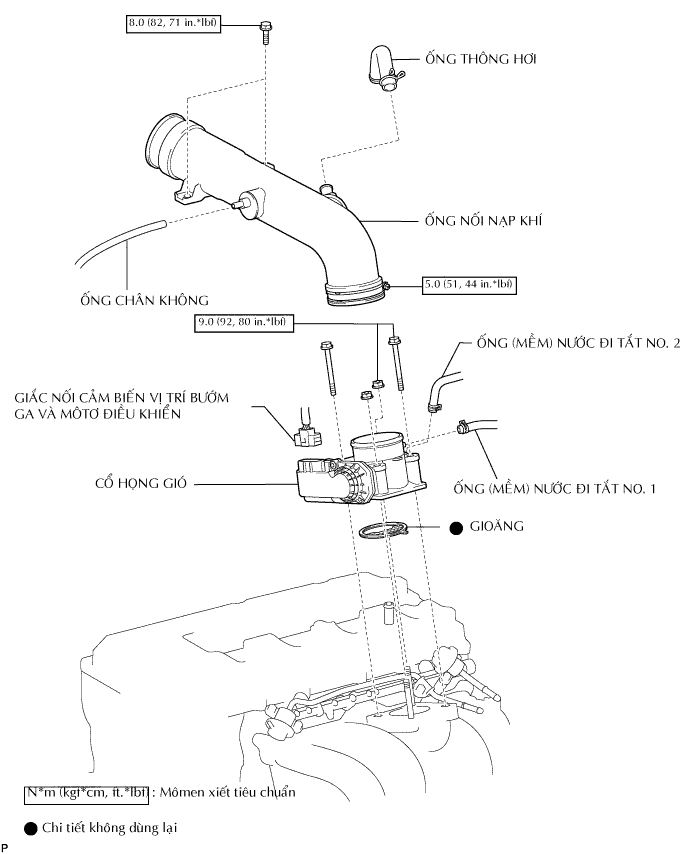 8.0 (82, 71 in.*lbf)
ỐNG THÔNG HƠI
ỐNG NỐI NẠP KHÍ
ỐNG CHÂN KHÔNG
5.0 (51, 44 in.*lbf)
9.0 (92, 80 in.*lbf)
ỐNG (MỀM) NƯỚC ĐI TẮT NO. 2
GIẮC NỐI CẢM BIẾN VỊ TRÍ BƯỚM
GA VÀ MÔTƠ ĐIỀU KHIỂN
CỔ HỌNG GIÓ
ỐNG (MỀM) NƯỚC ĐI TẮT NO. 1
GIOĂNG
N*m (kgf*cm, ft.*lbf) : Mômen xiết tiêu chuẩn
Chi tiết không dùng lại
P